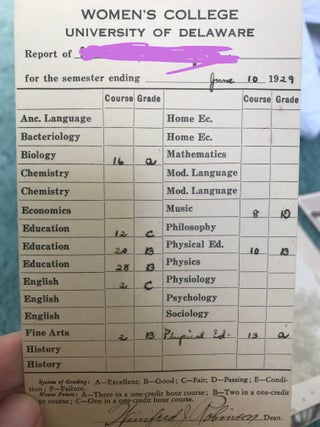 WOMEN'S COLLEGE
UNIVERSITY OF DELAWARE
Report of
for the semester ending June 10 1929
Course Grade Course Grade
Anc. Language Home Ec.
Bacteriology Home Ec.
Biology 16 a Mathematics
Chemistry Mod. Language
Chemistry Mod. Language
Economics Music 8 D
Education 12 C Philosophy
Education 20 B Physical Ed. 10 B
Education 28 B Physics
English 2 C Physiology
English Psychology
English Sociology
Fine Arts 2 B Physical Ed. 13 a
History
History
System of Grading: A—Excellent; B—Good; C—Fair; D—Passing; E—Condi-
tion; F—Failure.
Honor Points: A—Three in a one-credit hour course; B—Two in a one-credit
hour course; C—One in a one-credit hour course.
Winifred J. Robinson Dean.